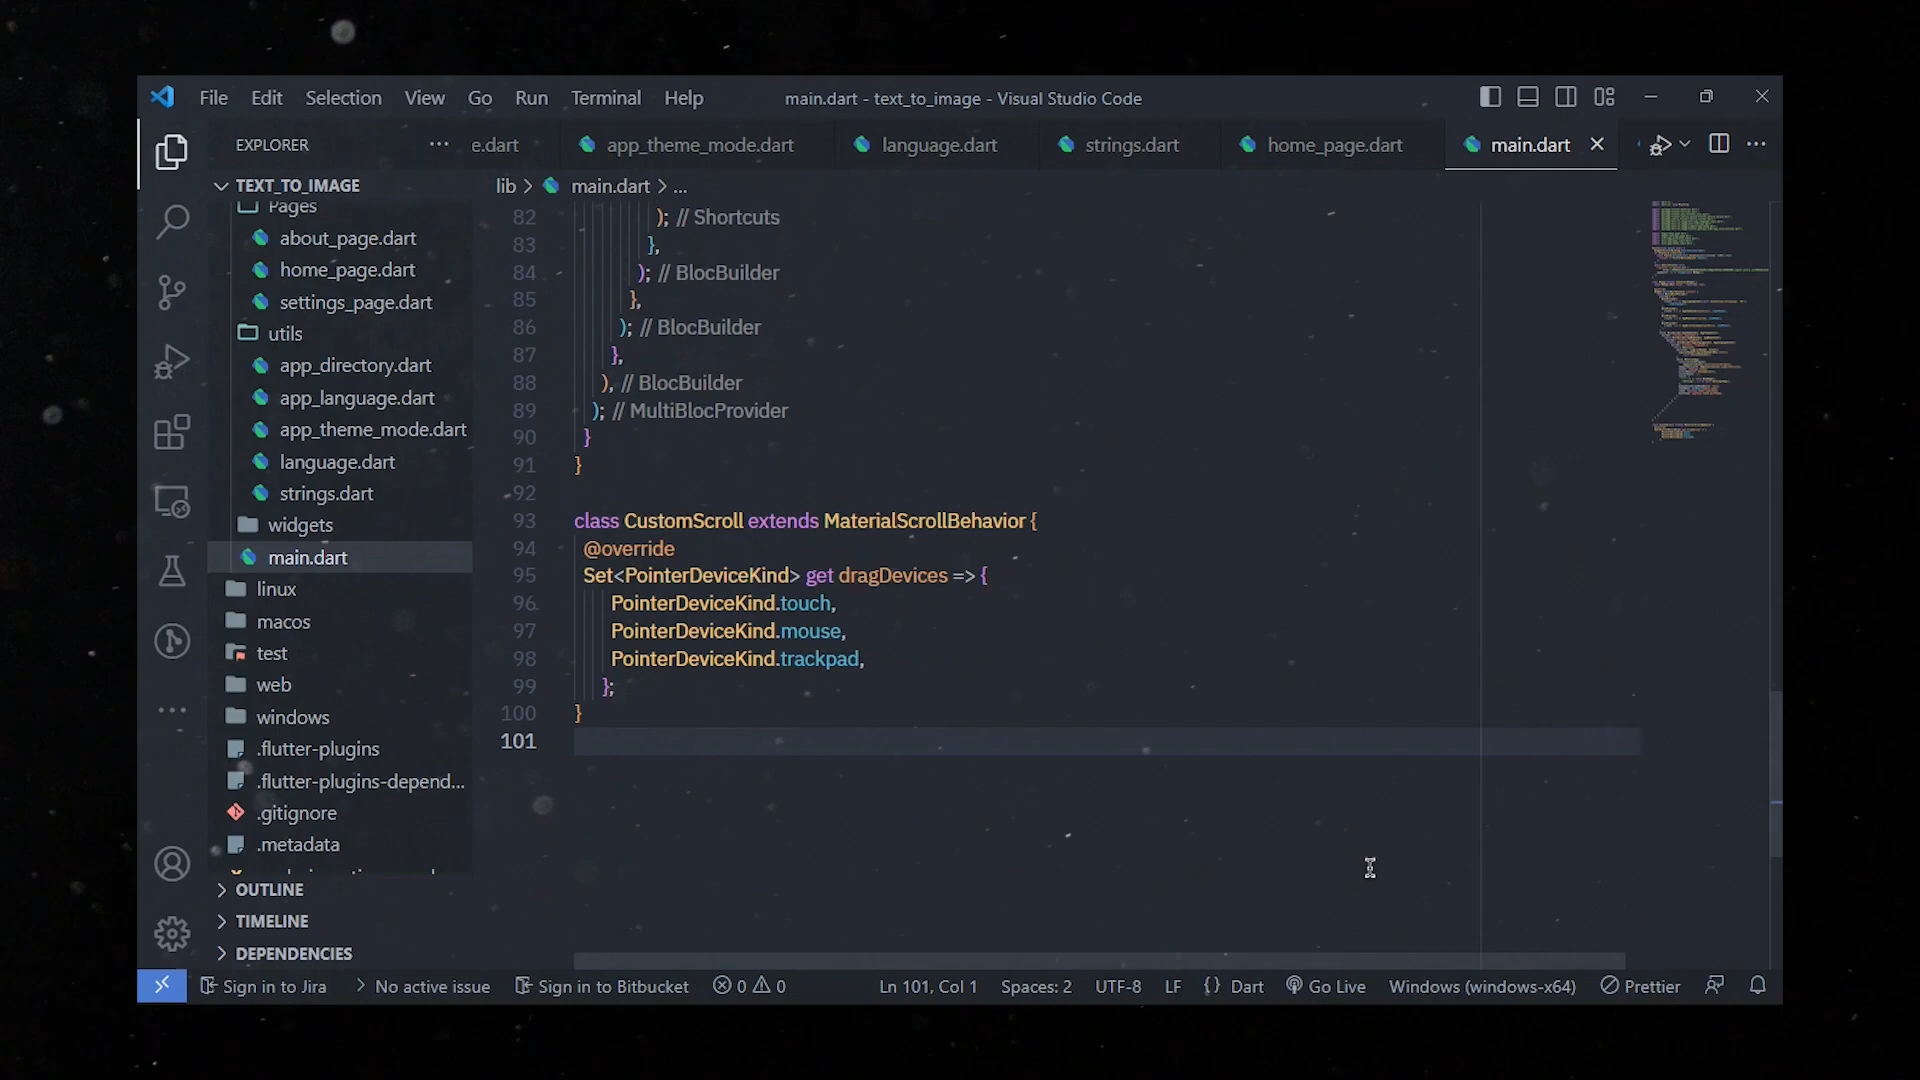 File Edit Selection View Go Run Terminal Help main.dart - text_to_image - Visual Studio Code
EXPLORER ··· e.dart app_theme_mode.dart language.dart strings.dart home_page.dart main.dart
TEXT_TO_IMAGE
lib > main.dart > ...
Pages
about_page.dart
home_page.dart
settings_page.dart
utils
app_directory.dart
app_language.dart
app_theme_mode.dart
language.dart
strings.dart
widgets
main.dart
linux
macos
test
web
windows
.flutter-plugins
.flutter-plugins-depend...
.gitignore
.metadata
OUTLINE
TIMELINE
DEPENDENCIES
82 ); // Shortcuts
83 },
84 ); // BlocBuilder
85 },
86 ); // BlocBuilder
87 },
88 ), // BlocBuilder
89 ); // MultiBlocProvider
90 }
91 }
92
93 class CustomScroll extends MaterialScrollBehavior {
94 @override
95 Set<PointerDeviceKind> get dragDevices => {
96 PointerDeviceKind.touch,
97 PointerDeviceKind.mouse,
98 PointerDeviceKind.trackpad,
99 };
100 }
101
Sign in to Jira > No active issue Sign in to Bitbucket 0 0 Ln 101, Col 1 Spaces: 2 UTF-8 LF {} Dart Go Live Windows (windows-x64) Prettier